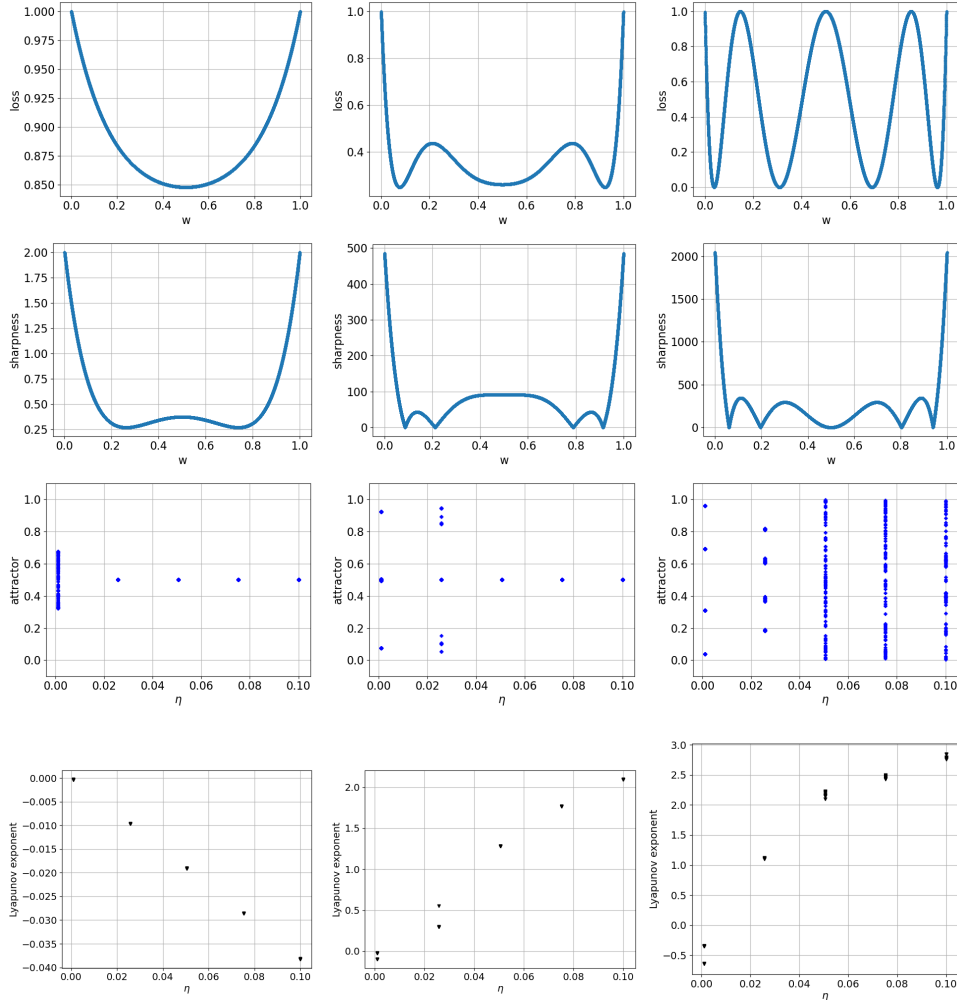 1.000
0.975
0.950
0.925
0.900
0.875
0.850
loss
0.0 0.2 0.4 0.6 0.8 1.0
w
1.0
0.8
0.6
0.4
loss
0.0 0.2 0.4 0.6 0.8 1.0
w
1.0
0.8
0.6
0.4
0.2
0.0
loss
0.0 0.2 0.4 0.6 0.8 1.0
w
2.00
1.75
1.50
1.25
1.00
0.75
0.50
0.25
sharpness
0.0 0.2 0.4 0.6 0.8 1.0
w
500
400
300
200
100
0
sharpness
0.0 0.2 0.4 0.6 0.8 1.0
w
2000
1500
1000
500
0
sharpness
0.0 0.2 0.4 0.6 0.8 1.0
w
1.0
0.8
0.6
0.4
0.2
0.0
attractor
0.00 0.02 0.04 0.06 0.08 0.10
η
1.0
0.8
0.6
0.4
0.2
0.0
attractor
0.00 0.02 0.04 0.06 0.08 0.10
η
1.0
0.8
0.6
0.4
0.2
0.0
attractor
0.00 0.02 0.04 0.06 0.08 0.10
η
0.000
−0.005
−0.010
−0.015
−0.020
−0.025
−0.030
−0.035
−0.040
Lyapunov exponent
0.00 0.02 0.04 0.06 0.08 0.10
η
2.0
1.5
1.0
0.5
0.0
Lyapunov exponent
0.00 0.02 0.04 0.06 0.08 0.10
η
3.0
2.5
2.0
1.5
1.0
0.5
0.0
−0.5
Lyapunov exponent
0.00 0.02 0.04 0.06 0.08 0.10
η